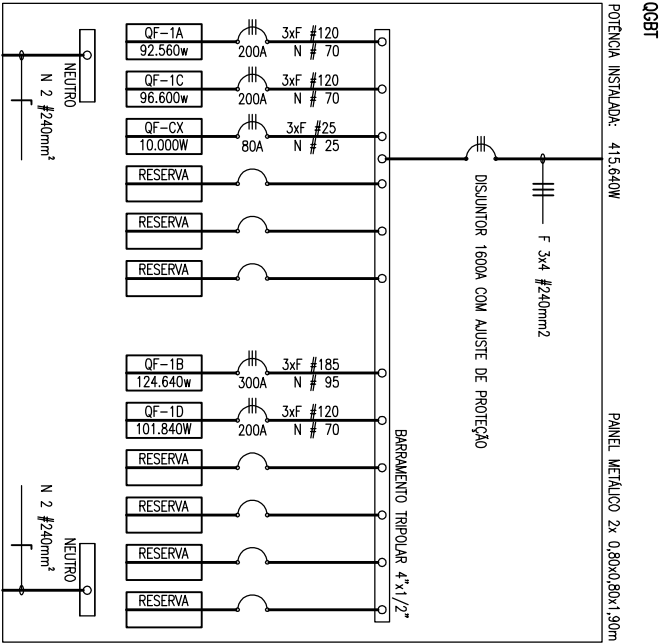 QGBT
POTÊNCIA INSTALADA: 415.640W
PAINEL METÁLICO 2x 0,80x0,80x1,90m
F 3x4 #240mm2
DISJUNTOR 1600A COM AJUSTE DE PROTEÇÃO
BARRAMENTO TRIPOLAR 4"x1/2"
QF-1A
92.560w
200A
3xF #120
N # 70
QF-1C
96.600w
200A
3xF #120
N # 70
QF-CX
10.000W
80A
3xF #25
N # 25
RESERVA
RESERVA
RESERVA
QF-1B
124.640w
300A
3xF #185
N # 95
QF-1D
101.840W
200A
3xF #120
N # 70
RESERVA
RESERVA
RESERVA
RESERVA
NEUTRO
N 2 #240mm²
NEUTRO
N 2 #240mm²